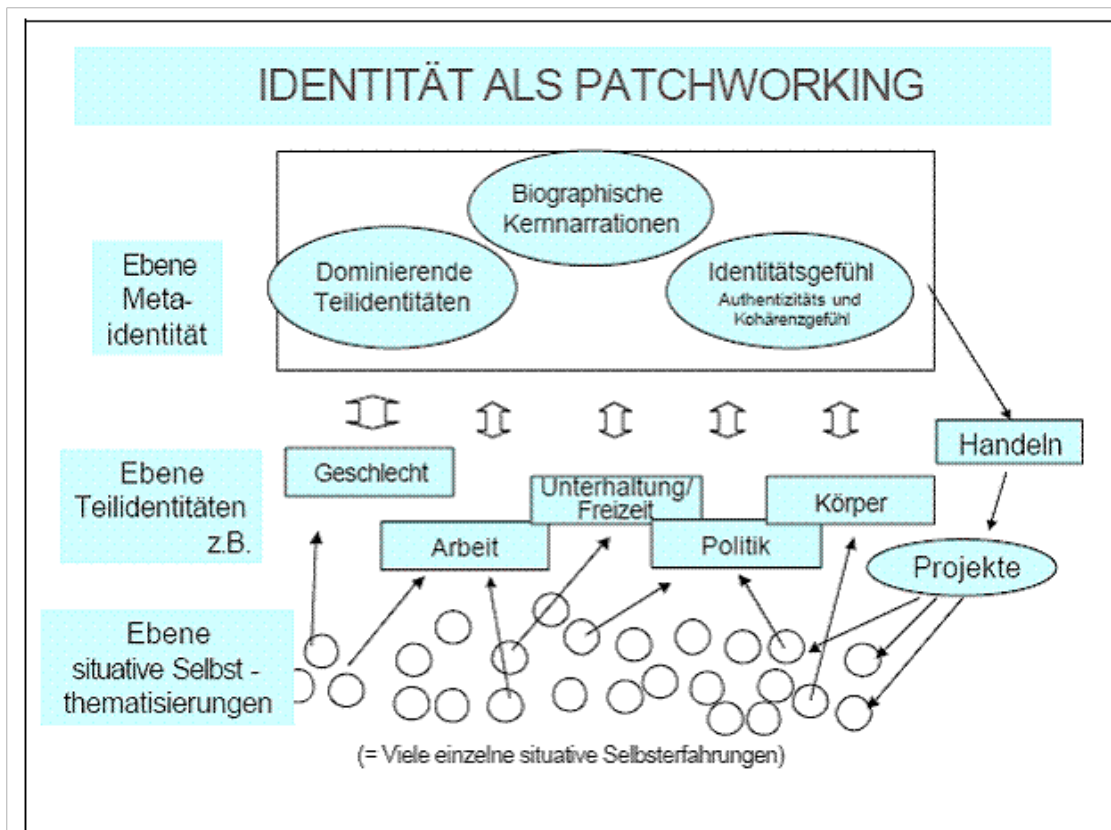 IDENTITÄT ALS PATCHWORKING
Biographische
Kernnarrationen
Ebene
Meta-
identität
Dominierende
Teilidentitäten
Identitätsgefühl
Authentizitäts und
Kohärenzgefühl
Handeln
Ebene
Teilidentitäten
z.B.
Geschlecht
Unterhaltung/
Freizeit
Körper
Arbeit
Politik
Projekte
Ebene
situative Selbst -
thematisierungen
(= Viele einzelne situative Selbsterfahrungen)